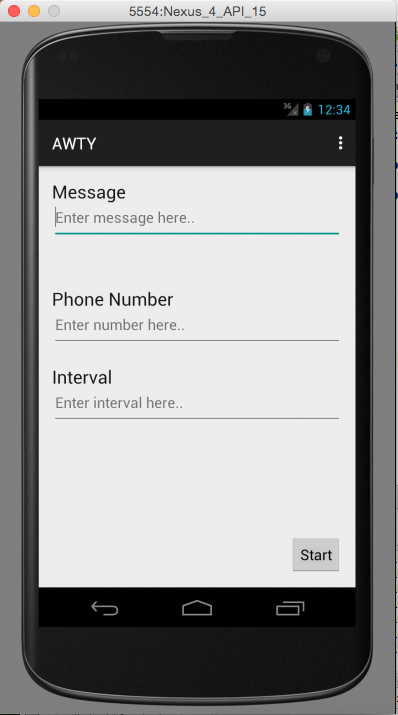 5554:Nexus_4_API_15
3G 12:34
AWTY
Message
Enter message here..
Phone Number
Enter number here..
Interval
Enter interval here..
Start